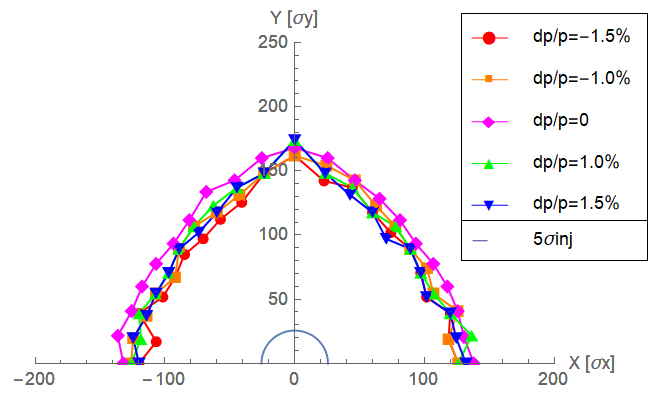 Y [σy]
250
200
150
100
50
-200
-100
0
100
200
X [σx]
dp/p=-1.5%
dp/p=-1.0%
dp/p=0
dp/p=1.0%
dp/p=1.5%
5σinj